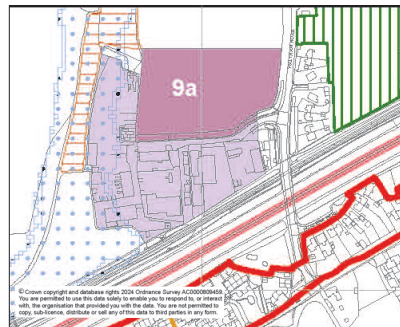 9a
© Crown copyright and database rights 2024 Ordnance Survey AC0000809459.
You are permitted to use this data solely to enable you to respond to, or interact
with, the organisation that provided you with the data. You are not permitted to
copy, sub-licence, distribute or sell any of this data to third parties in any form.